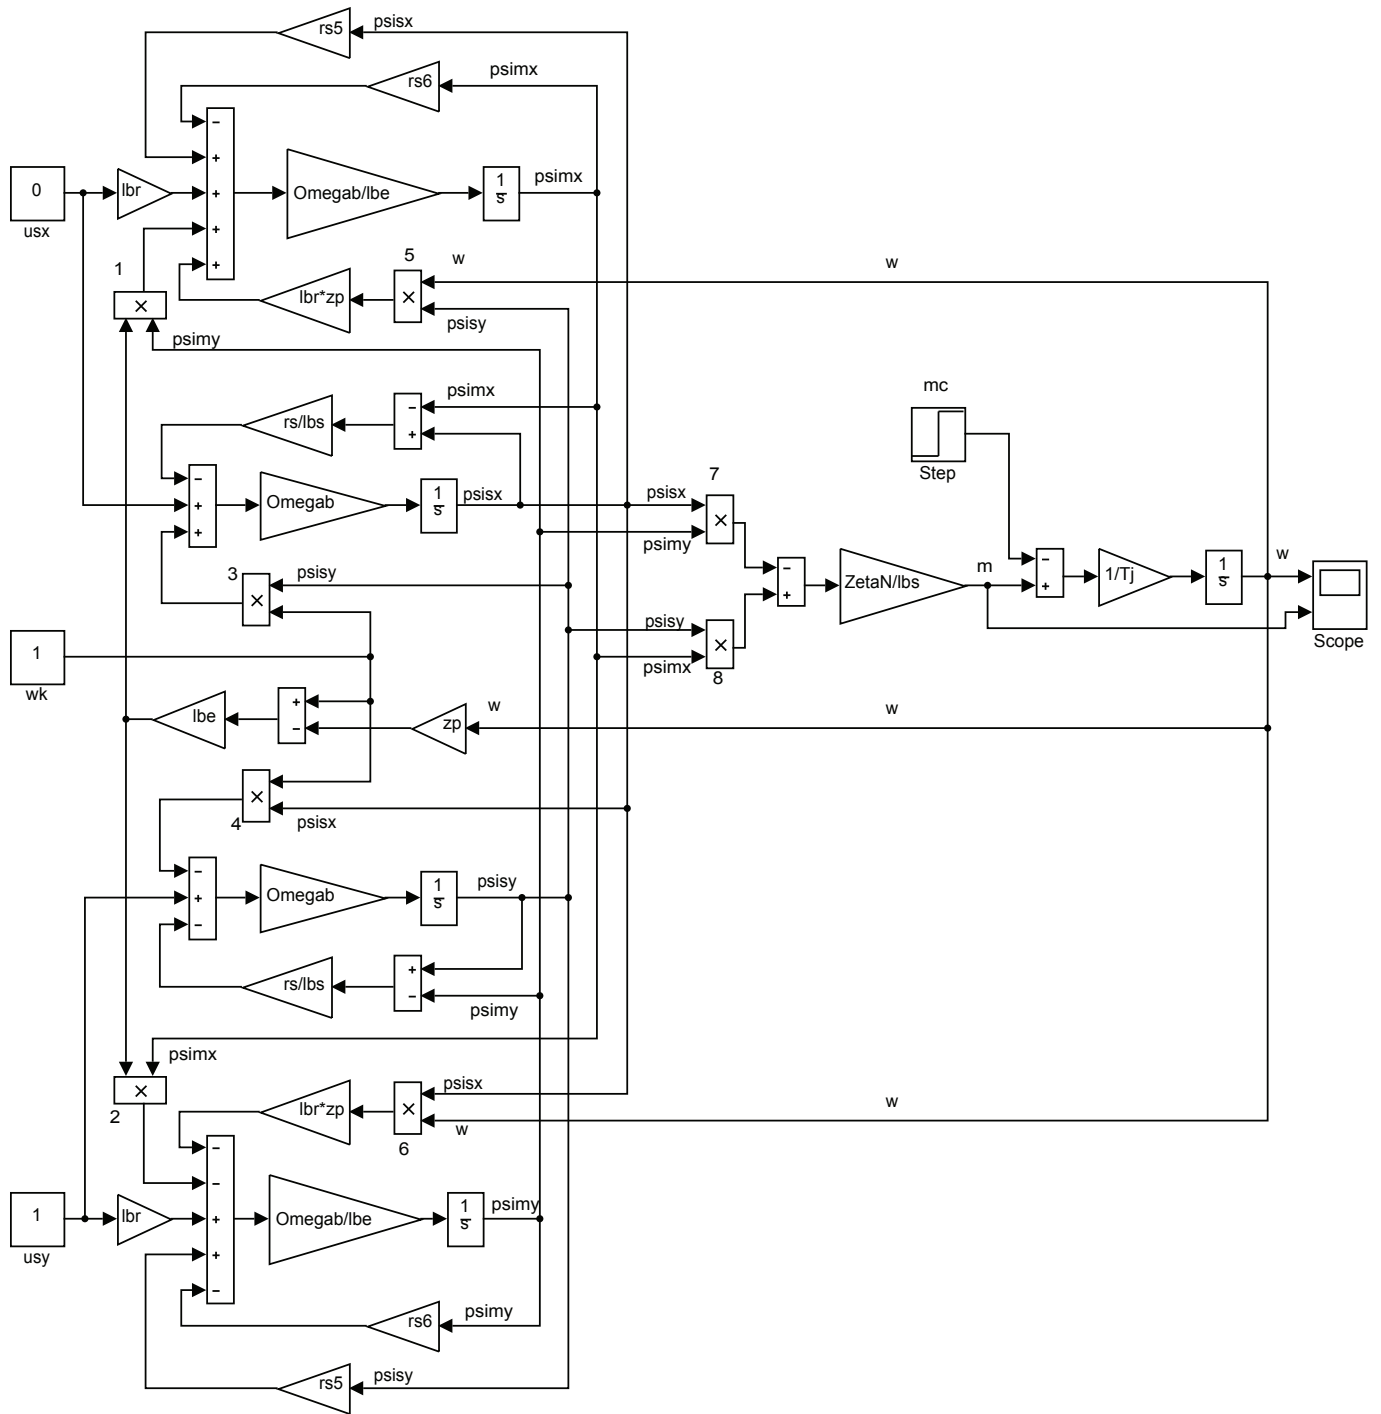 rs5
psisx
rs6
psimx
−
+
0
usx
lbr
+
Omegab/lbe
1
s
psimx
+
+
1
×
lbr*zp
5
×
w
w
psisy
psimy
rs/lbs
−
+
psimx
mc
Step
−
+
+
Omegab
1
s
psisx
psisx
7
×
psimy
3
×
psisy
−
+
ZetaN/lbs
m
−
+
1/Tj
1
s
w
Scope
psisy
×
psimx
8
1
wk
lbe
+
−
zp
w
w
4
×
psisx
−
+
−
Omegab
1
s
psisy
rs/lbs
+
−
psimy
psimx
×
2
lbr*zp
×
6
psisx
w
w
−
−
1
usy
lbr
+
Omegab/lbe
1
s
psimy
+
−
rs6
psimy
rs5
psisy